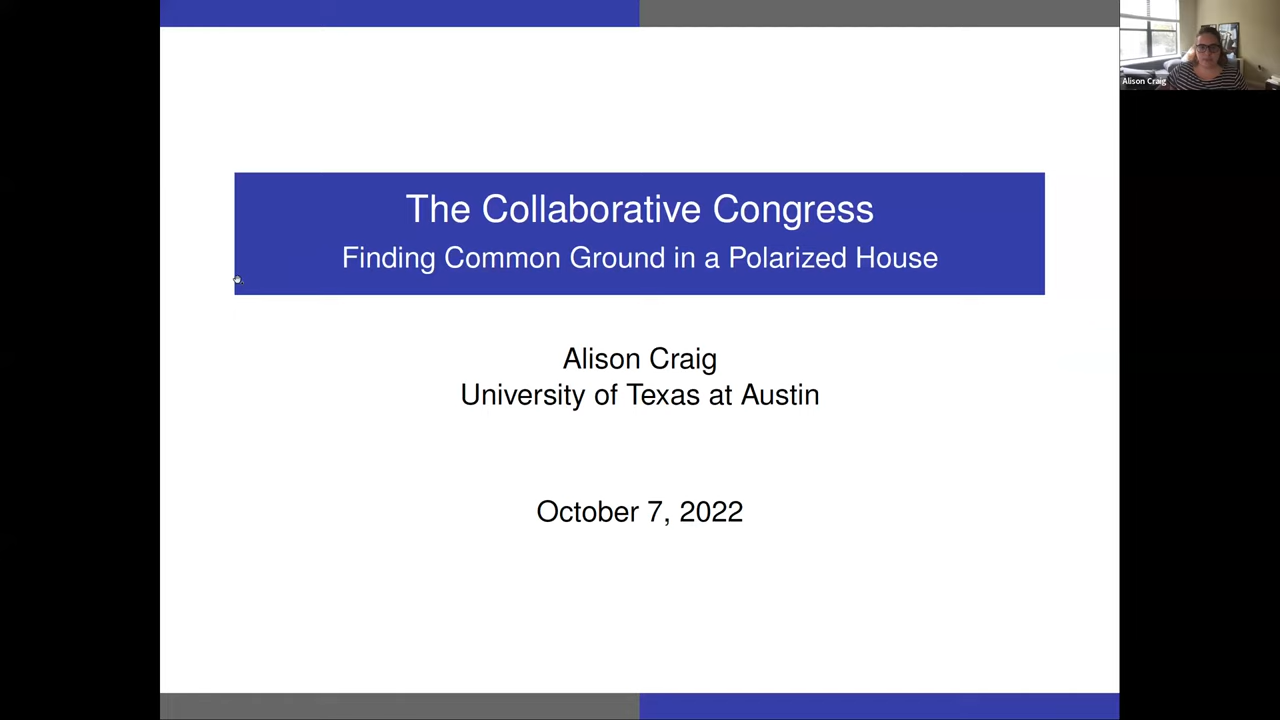 The Collaborative Congress
Finding Common Ground in a Polarized House
Alison Craig
University of Texas at Austin
October 7, 2022
Alison Craig